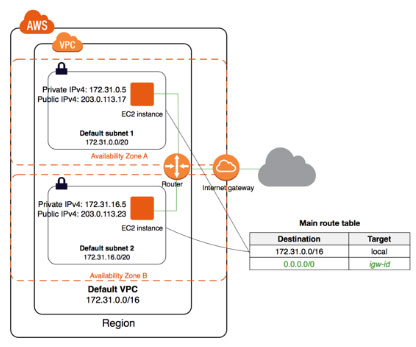 AWS
VPC
Private IPv4: 172.31.0.5
Public IPv4: 203.0.113.17
EC2 instance
Default subnet 1
172.31.0.0/20
Availability Zone A
Router
Internet gateway
Private IPv4: 172.31.16.5
Public IPv4: 203.0.113.23
EC2 instance
Default subnet 2
172.31.16.0/20
Availability Zone B
Default VPC
172.31.0.0/16
Region
Main route table
Destination Target
172.31.0.0/16 local
0.0.0.0/0 igw-id